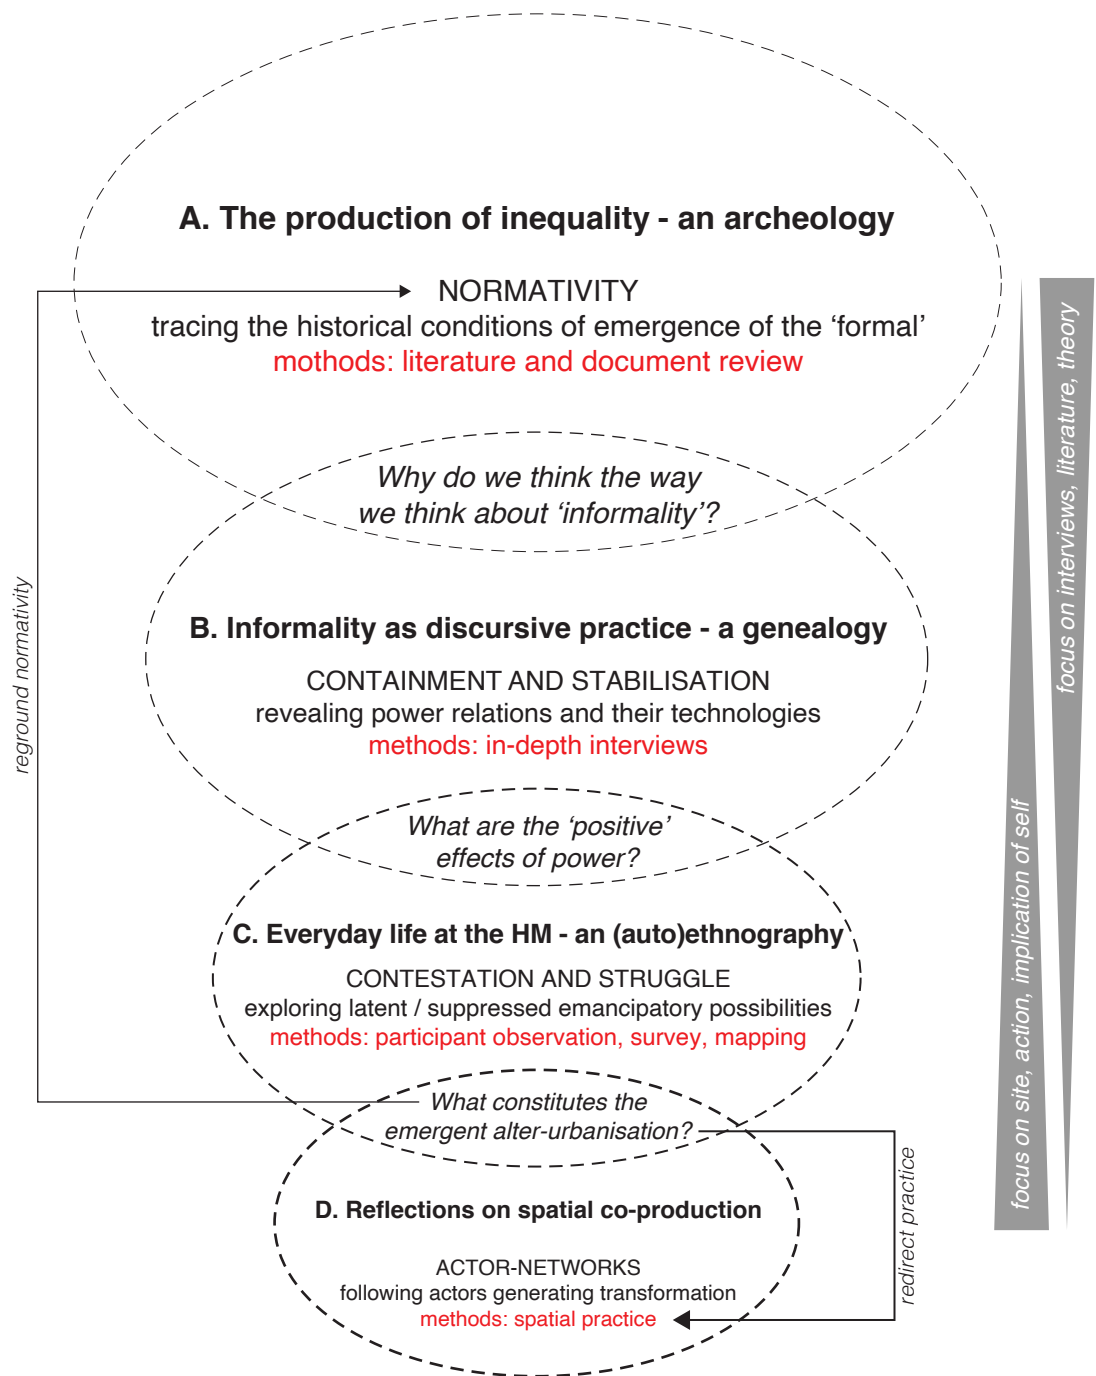 A. The production of inequality - an archeology
NORMATIVITY
tracing the historical conditions of emergence of the ‘formal’
mothods: literature and document review
Why do we think the way
we think about ‘informality’?
B. Informality as discursive practice - a genealogy
CONTAINMENT AND STABILISATION
revealing power relations and their technologies
methods: in-depth interviews
What are the ‘positive’
effects of power?
C. Everyday life at the HM - an (auto)ethnography
CONTESTATION AND STRUGGLE
exploring latent / suppressed emancipatory possibilities
methods: participant observation, survey, mapping
What constitutes the
emergent alter-urbanisation?
D. Reflections on spatial co-production
ACTOR-NETWORKS
following actors generating transformation
methods: spatial practice
reground normativity
redirect practice
focus on site, action, implication of self
focus on interviews, literature, theory